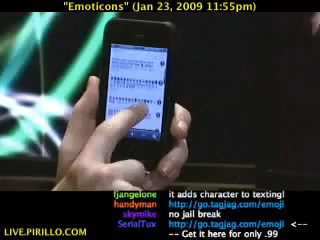 "Emoticons" (Jan 23, 2009 11:55pm)
fjangelone it adds character to texting!
handyman http://go.tagjag.com/emoji
skymike no jail break
SerialTux http://go.tagjag.com/emoji <--
LIVE.PIRILLO.COM -- Get it here for only .99